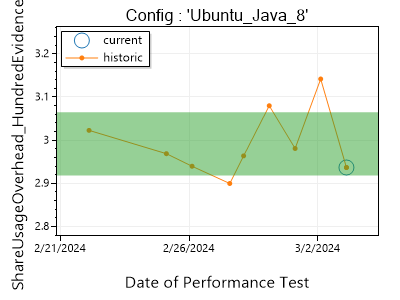 Config : 'Ubuntu_Java_8'
ShareUsageOverhead_HundredEvidence
current
historic
3.2
3.1
3
2.9
2.8
2/21/2024
2/26/2024
3/2/2024
Date of Performance Test